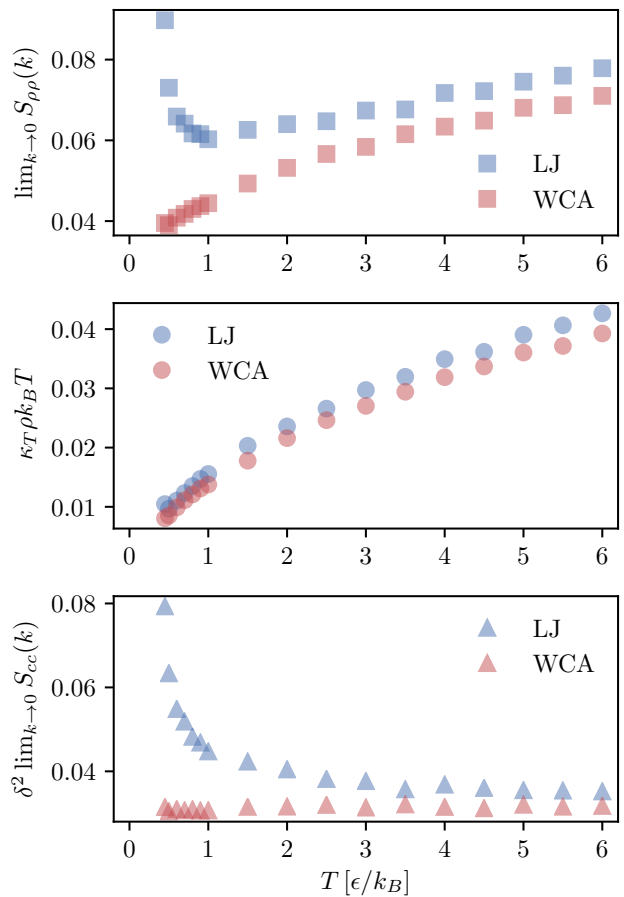 0.08
0.06
0.04
lim_{k→0} S_{ρρ}(k)
LJ
WCA
0 1 2 3 4 5 6
0.04
0.03
0.02
0.01
κ_T ρ k_B T
LJ
WCA
0 1 2 3 4 5 6
0.08
0.06
0.04
δ² lim_{k→0} S_{cc}(k)
LJ
WCA
0 1 2 3 4 5 6
T [ϵ/k_B]